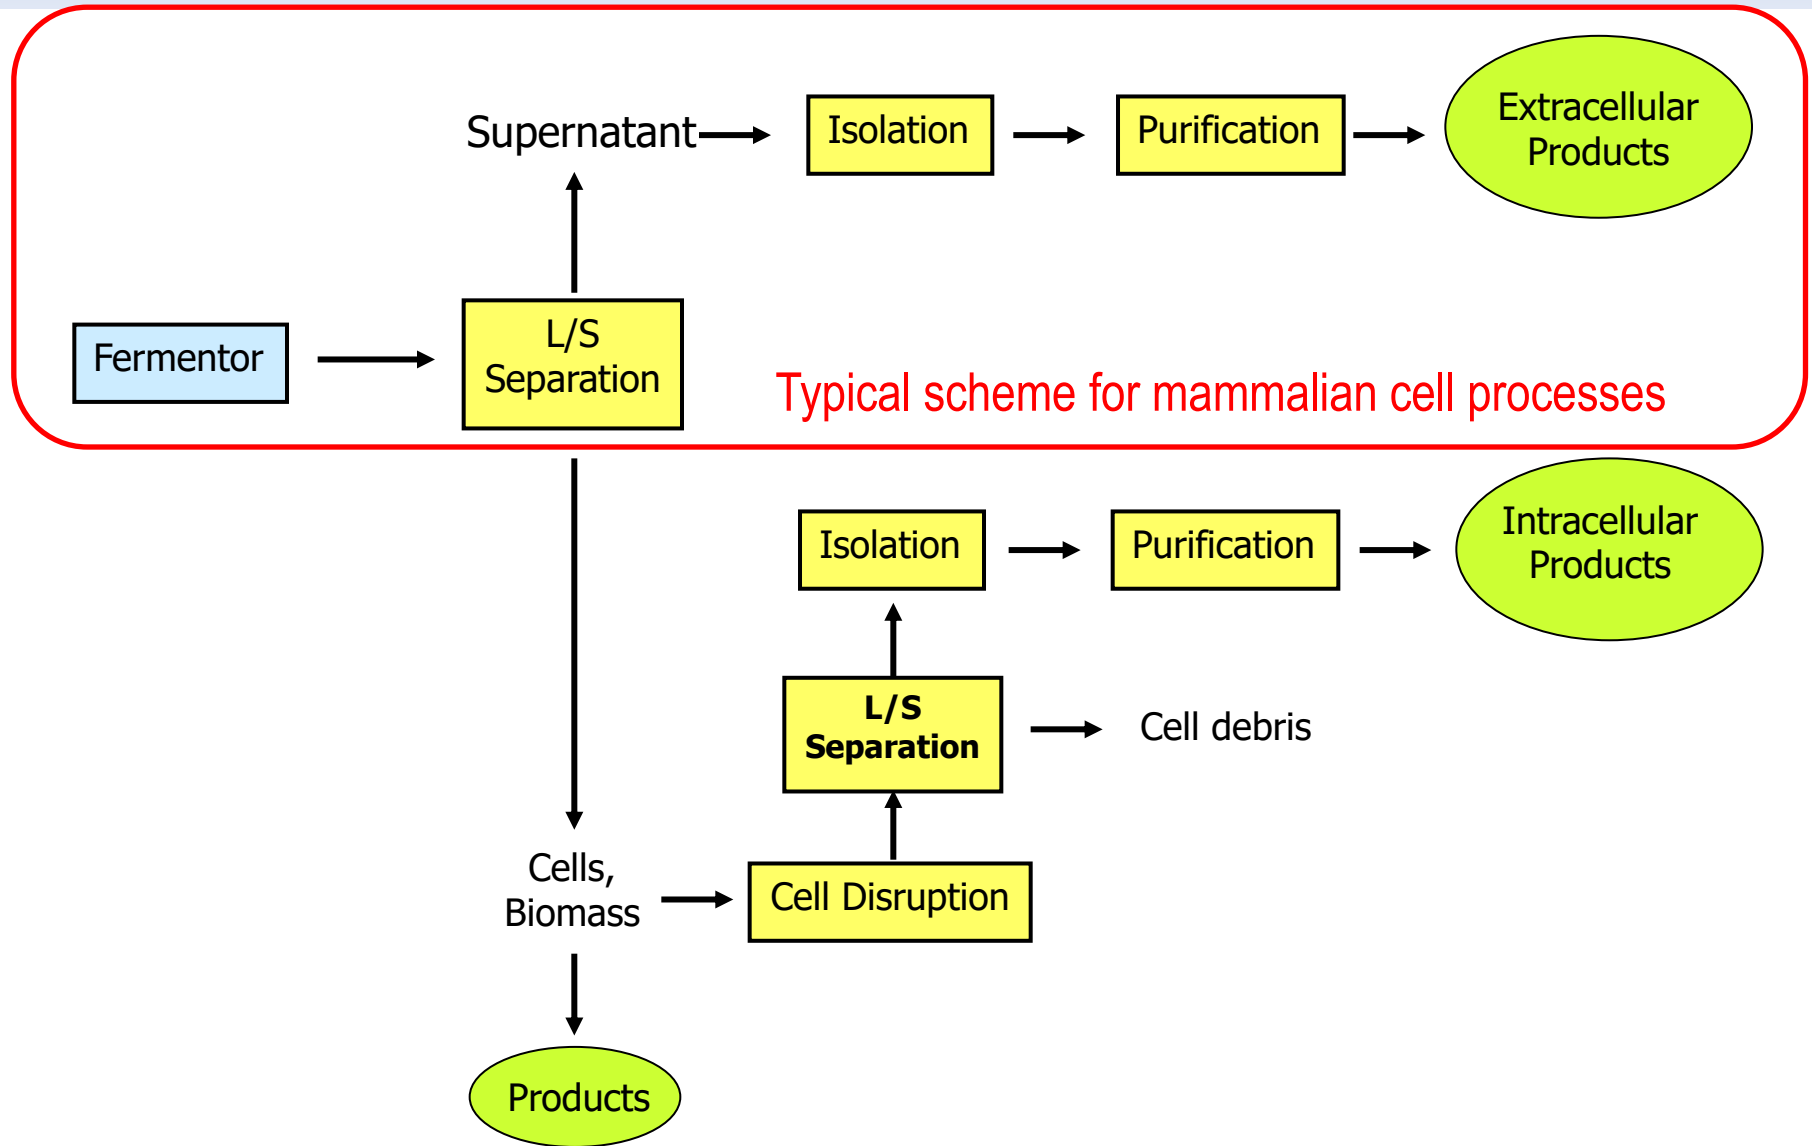 Supernatant
Isolation
Purification
Extracellular
Products
Fermentor
L/S
Separation
Typical scheme for mammalian cell processes
Isolation
Purification
Intracellular
Products
L/S
Separation
Cell debris
Cells,
Biomass
Cell Disruption
Products